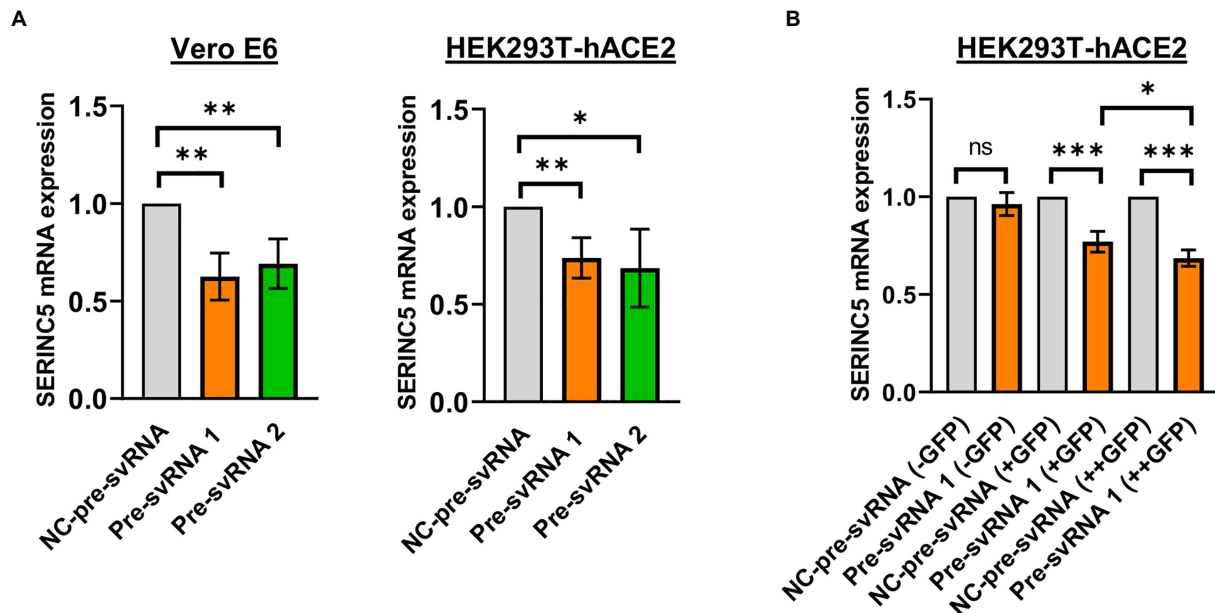 A
Vero E6
SERINC5 mRNA expression
1.5
1.0
0.5
0.0
**
**
NC-pre-svRNA
Pre-svRNA 1
Pre-svRNA 2
HEK293T-hACE2
SERINC5 mRNA expression
1.5
1.0
0.5
0.0
*
**
NC-pre-svRNA
Pre-svRNA 1
Pre-svRNA 2
B
HEK293T-hACE2
SERINC5 mRNA expression
1.5
1.0
0.5
0.0
*
ns
***
***
NC-pre-svRNA (-GFP)
Pre-svRNA 1 (-GFP)
NC-pre-svRNA (+GFP)
Pre-svRNA 1 (+GFP)
NC-pre-svRNA (++GFP)
Pre-svRNA 1 (++GFP)